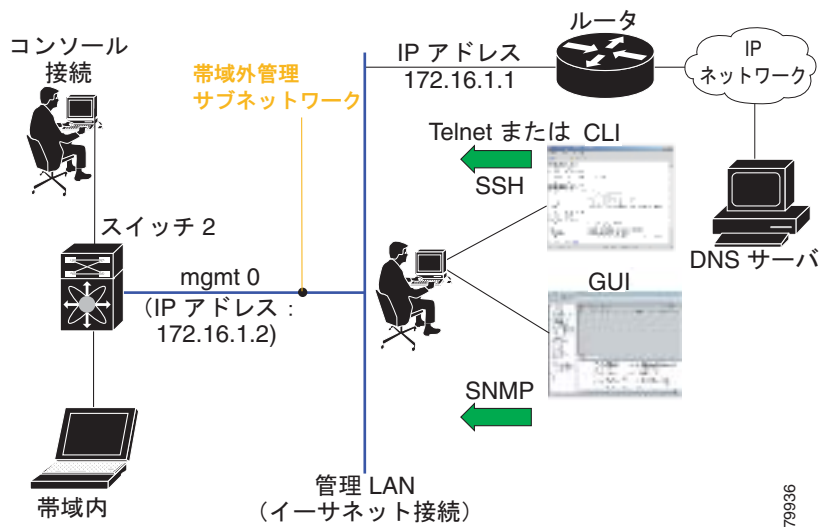 コンソール
接続
帯域外管理
サブネットワーク
IP アドレス
172.16.1.1
ルータ
IP
ネットワーク
Telnet または CLI
SSH
スイッチ 2
mgmt 0
（IP アドレス：
172.16.1.2)
DNS サーバ
GUI
SNMP
帯域内
管理 LAN
（イーサネット接続）
79936